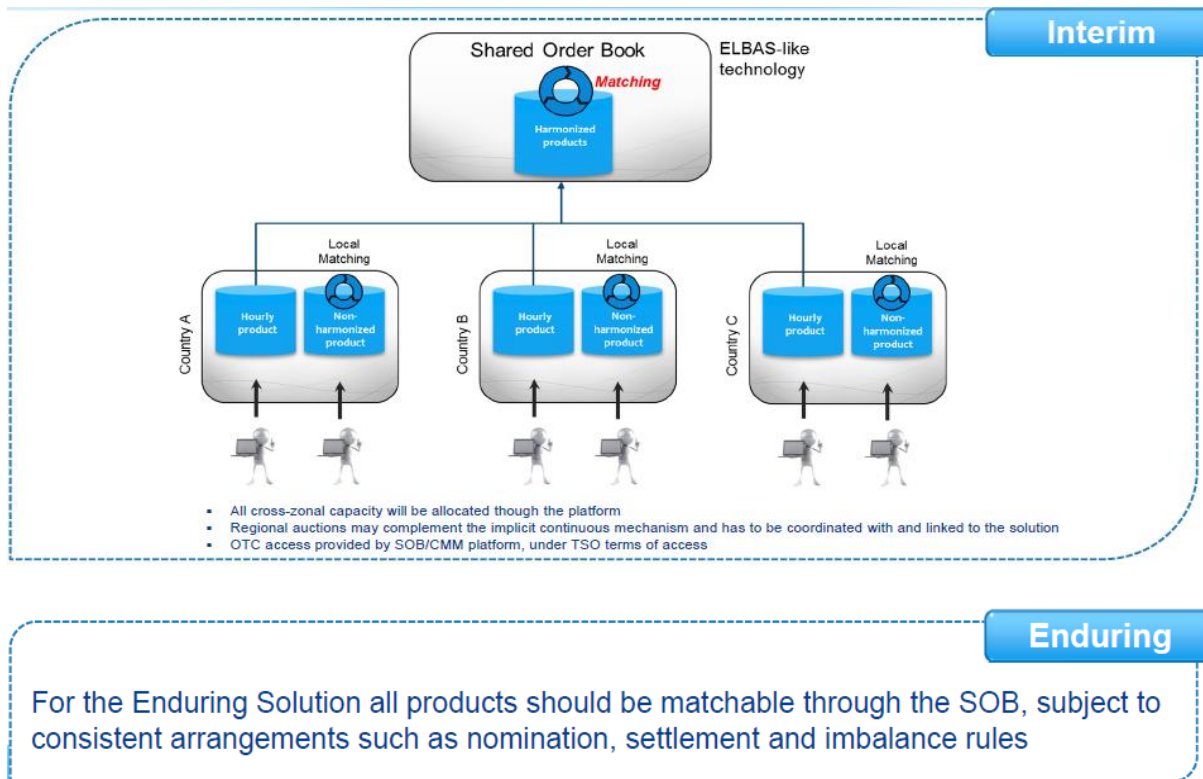 Interim
Shared Order Book
ELBAS-like
technology
Matching
Harmonized
products
Local
Matching
Local
Matching
Local
Matching
Country A
Hourly
product
Non-
harmonized
product
Country B
Hourly
product
Non-
harmonized
product
Country C
Hourly
product
Non-
harmonized
product
▪ All cross-zonal capacity will be allocated though the platform
▪ Regional auctions may complement the implicit continuous mechanism and has to be coordinated with and linked to the solution
▪ OTC access provided by SOB/CMM platform, under TSO terms of access
Enduring
For the Enduring Solution all products should be matchable through the SOB, subject to
consistent arrangements such as nomination, settlement and imbalance rules